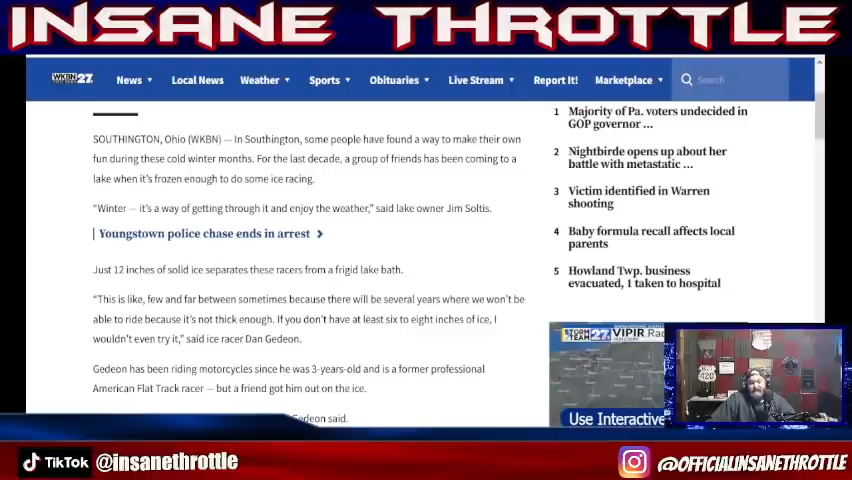 INSANE THROTTLE
WKBN 27
News
Local News
Weather
Sports
Obituaries
Live Stream
Report It!
Marketplace
Search
SOUTHINGTON, Ohio (WKBN) — In Southington, some people have found a way to make their own
fun during these cold winter months. For the last decade, a group of friends has been coming to a
lake when it's frozen enough to do some ice racing.
“Winter — it's a way of getting through it and enjoy the weather,” said lake owner Jim Soltis.
Youngstown police chase ends in arrest
Just 12 inches of solid ice separates these racers from a frigid lake bath.
“This is like, few and far between sometimes because there will be several years where we won't be
able to ride because it's not thick enough. If you don't have at least six to eight inches of ice, I
wouldn't even try it,” said ice racer Dan Gedeon.
Gedeon has been riding motorcycles since he was 3-years-old and is a former professional
American Flat Track racer — but a friend got him out on the ice.
Gedeon said.
1 Majority of Pa. voters undecided in
GOP governor ...
2 Nightbirde opens up about her
battle with metastatic ...
3 Victim identified in Warren
shooting
4 Baby formula recall affects local
parents
5 Howland Twp. business
evacuated, 1 taken to hospital
STORM
TEAM 27
VIPIR Rad
Use Interactive
420
TikTok @insanethrottle
@OFFICIALINSANETHROTTLE